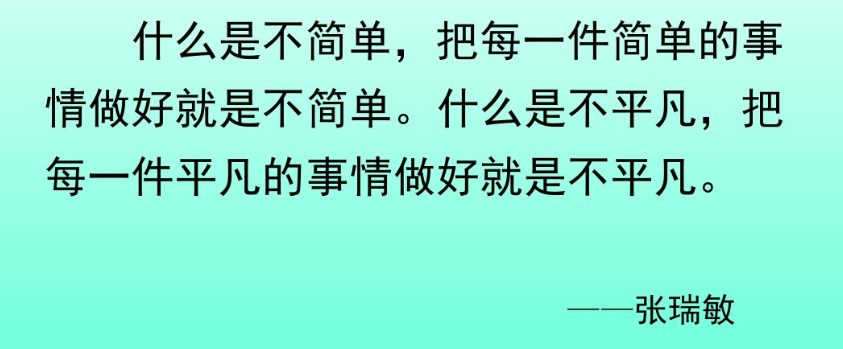 什么是不简单，把每一件简单的事
情做好就是不简单。什么是不平凡，把
每一件平凡的事情做好就是不平凡。
——张瑞敏